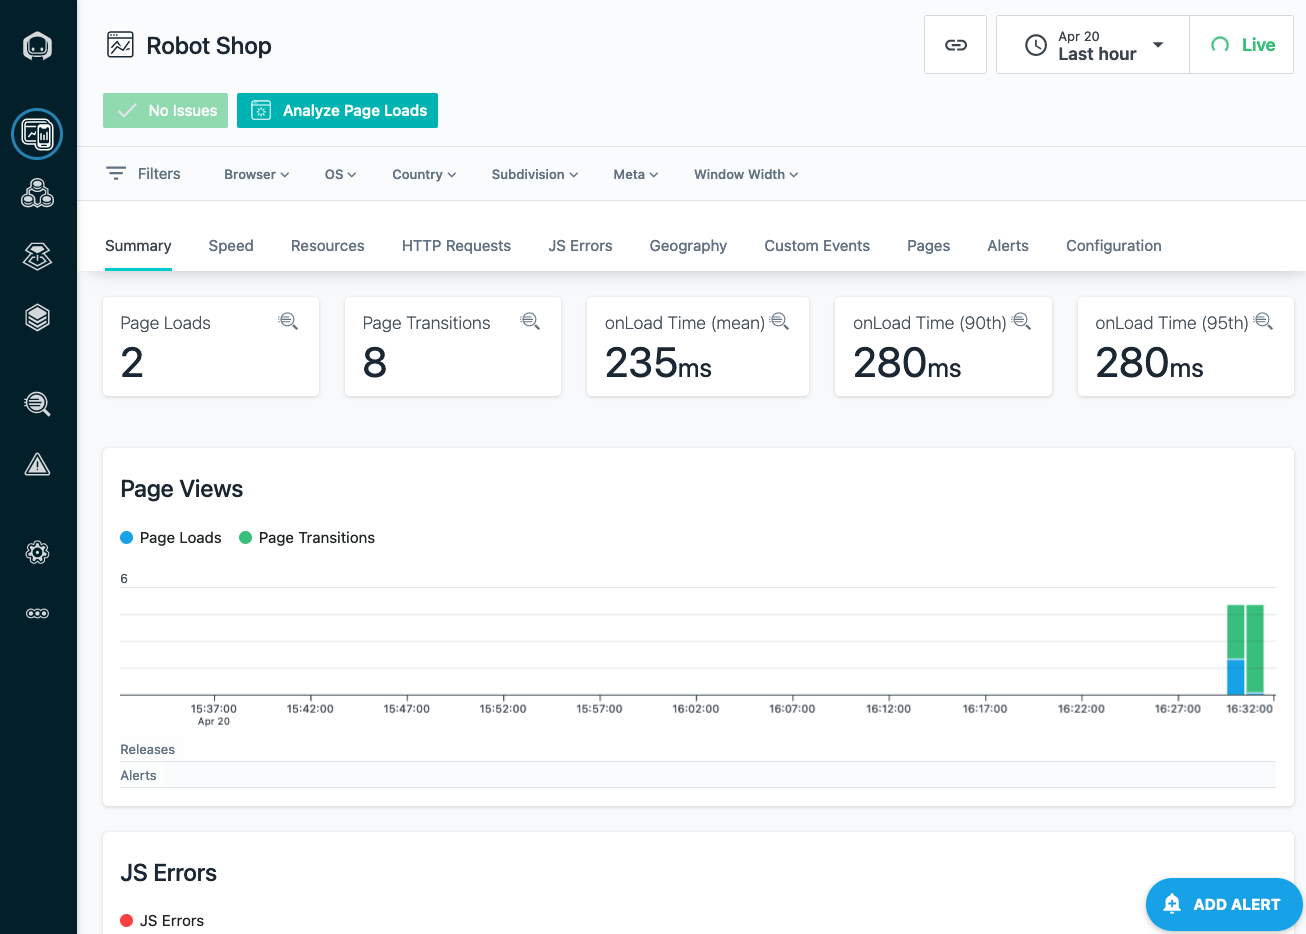 Robot Shop
Apr 20
Last hour
Live
No Issues
Analyze Page Loads
Filters
Browser
OS
Country
Subdivision
Meta
Window Width
Summary
Speed
Resources
HTTP Requests
JS Errors
Geography
Custom Events
Pages
Alerts
Configuration
Page Loads
2
Page Transitions
8
onLoad Time (mean)
235ms
onLoad Time (90th)
280ms
onLoad Time (95th)
280ms
Page Views
Page Loads
Page Transitions
6
15:37:00
15:42:00
15:47:00
15:52:00
15:57:00
16:02:00
16:07:00
16:12:00
16:17:00
16:22:00
16:27:00
16:32:00
Apr 20
Releases
Alerts
JS Errors
JS Errors
ADD ALERT